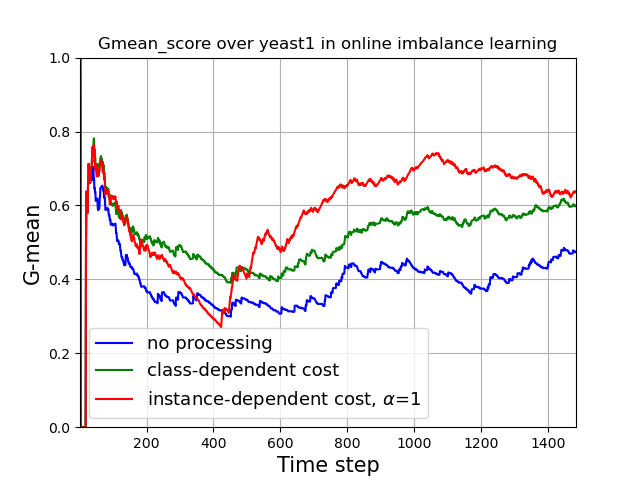 Gmean_score over yeast1 in online imbalance learning
1.0
0.8
0.6
0.4
0.2
0.0
G-mean
no processing
class-dependent cost
instance-dependent cost, α=1
200 400 600 800 1000 1200 1400
Time step